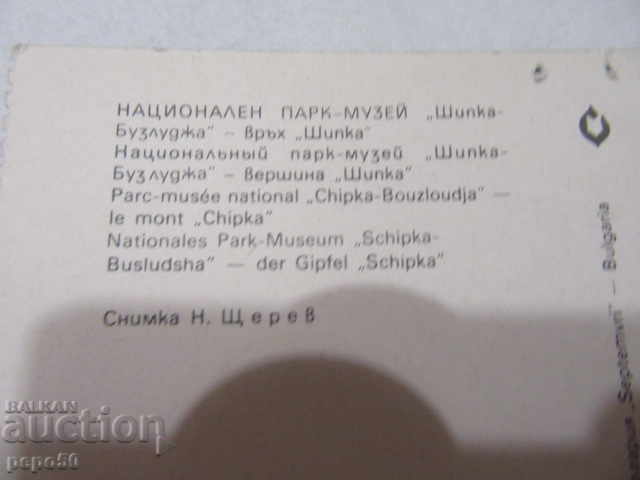 НАЦИОНАЛЕН ПАРК-МУЗЕЙ „Шипка-
Бузлуджа“ – връх „Шипка“
Национальный парк-музей „Шипка-
Бузлуджа“ – вершина „Шипка“
Parc-musée national „Chipka-Bouzloudja“ —
le mont „Chipka“
Nationales Park-Museum „Schipka-
Busludsha“ — der Gipfel „Schipka“
Снимка Н. Щерев
„Septemvri“ — Bulgaria
BALKAN
auction
pepo50